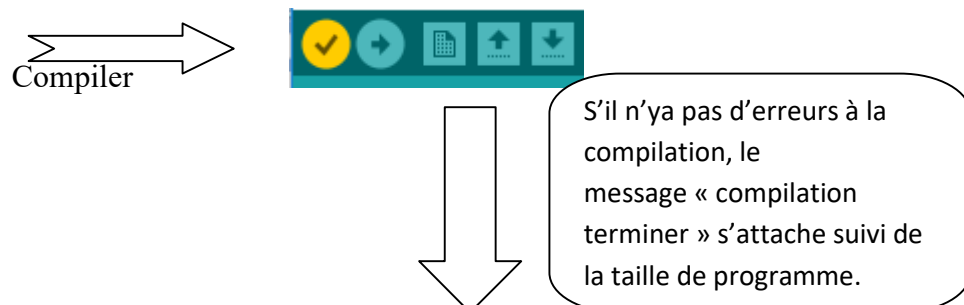 Compiler
S'il n'ya pas d'erreurs à la
compilation, le
message « compilation
terminer » s'attache suivi de
la taille de programme.